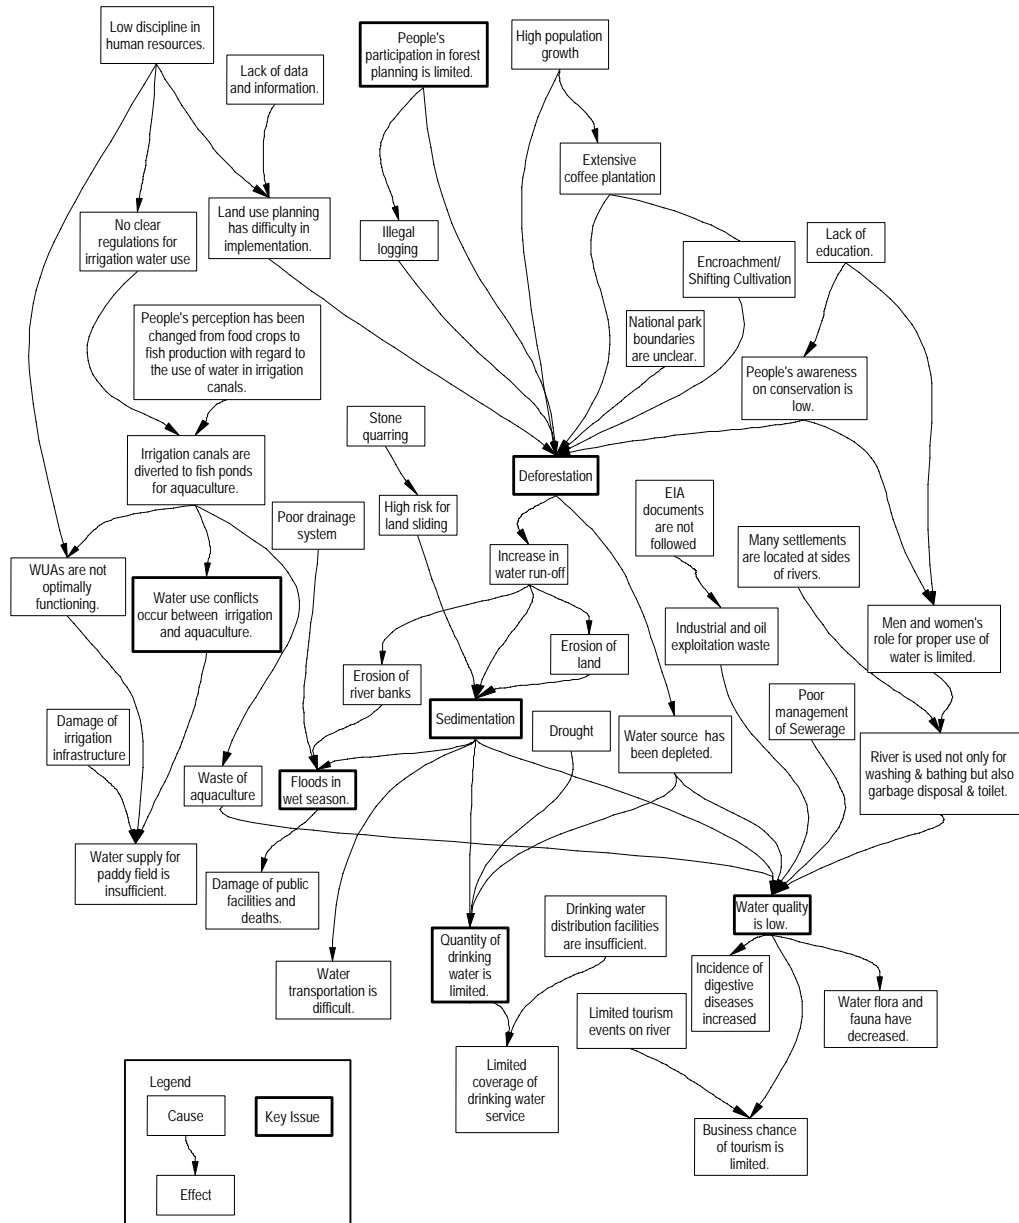 Low discipline in
human resources.
People's
participation in forest
planning is limited.
High population
growth
Lack of data
and information.
Extensive
coffee plantation
No clear
regulations for
irrigation water use
Land use planning
has difficulty in
implementation.
Illegal
logging
Lack of
education.
Encroachment/
Shifting Cultivation
People's perception has been
changed from food crops to
fish production with regard to
the use of water in irrigation
canals.
National park
boundaries
are unclear.
People's awareness
on conservation is
low.
Stone
quarring
Irrigation canals are
diverted to fish ponds
for aquaculture.
Deforestation
Poor drainage
system
High risk for
land sliding
EIA
documents
are not
followed
Many settlements
are located at sides
of rivers.
Increase in
water run-off
WUAs are not
optimally
functioning.
Water use conflicts
occur between irrigation
and aquaculture.
Industrial and oil
exploitation waste
Men and women's
role for proper use of
water is limited.
Erosion of
land
Erosion of
river banks
Sedimentation
Poor
management
of Sewerage
Damage of
irrigation
infrastructure
Drought
Water source has
been depleted.
River is used not only for
washing & bathing but also
garbage disposal & toilet.
Waste of
aquaculture
Floods in
wet season.
Water supply for
paddy field is
insufficient.
Damage of public
facilities and
deaths.
Drinking water
distribution facilities
are insufficient.
Water quality
is low.
Quantity of
drinking
water is
limited.
Water
transportation is
difficult.
Incidence of
digestive
diseases
increased
Water flora and
fauna have
decreased.
Limited tourism
events on river
Limited
coverage of
drinking water
service
Business chance
of tourism is
limited.
Legend
Cause
Key Issue
Effect